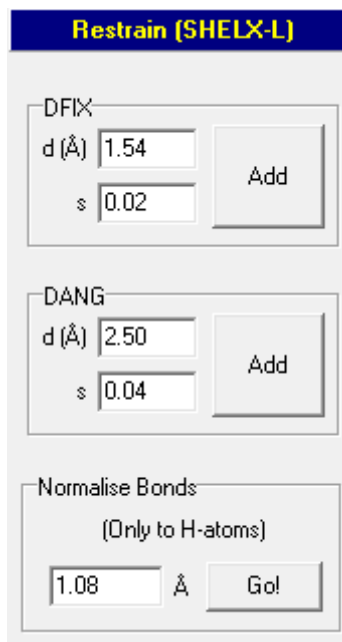 Restrain (SHELX-L)
DFIX
d (Å) 1.54
s 0.02
Add
DANG
d (Å) 2.50
s 0.04
Add
Normalise Bonds
(Only to H-atoms)
1.08 Å Go!